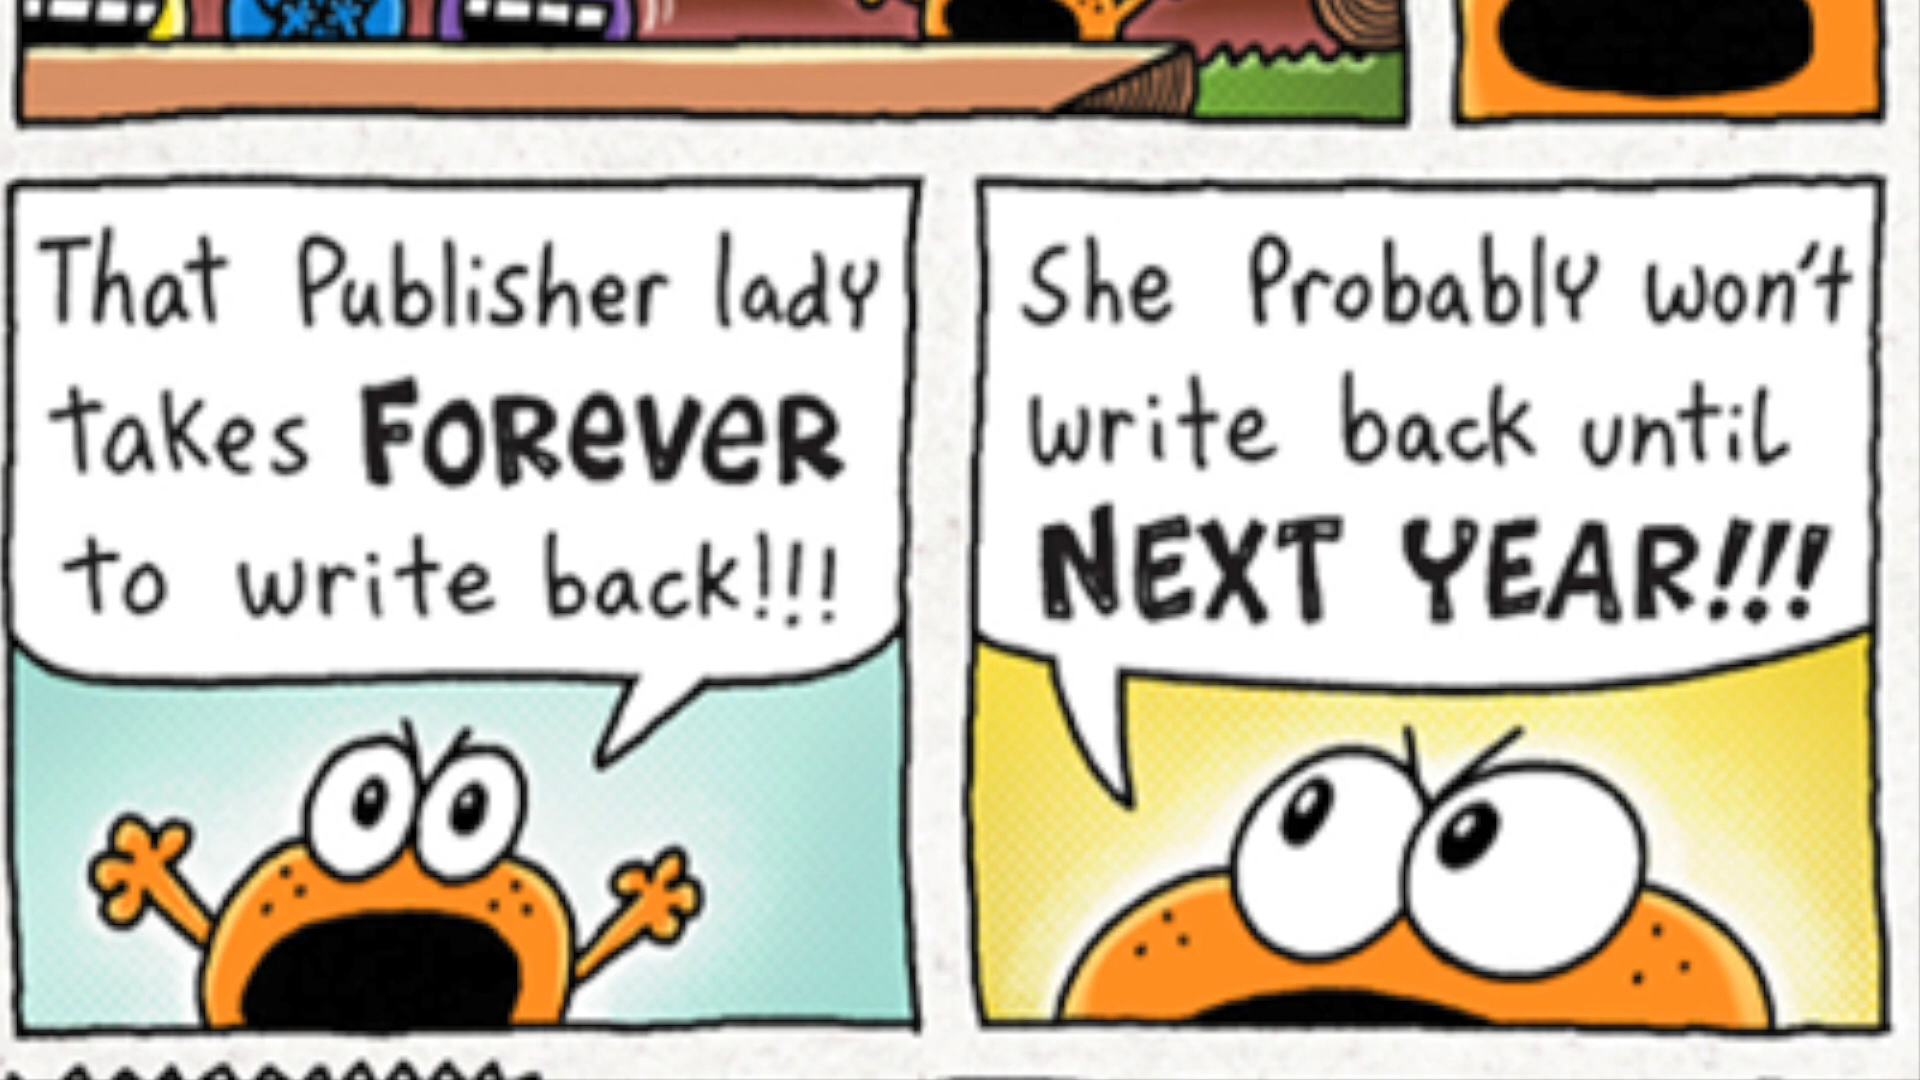 That Publisher lady
takes FOReveR
to write back!!!
She Probably won't
write back until
NEXT YEAR!!!